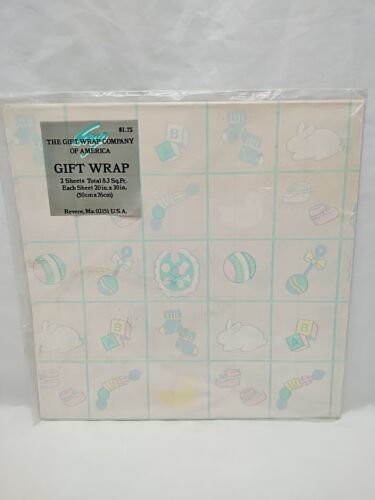 $1.75
THE GIFT WRAP COMPANY
OF AMERICA
GIFT WRAP
2 Sheets Total 8.3 Sq.Ft.
Each Sheet 20 in. x 30 in.
(50cm x 76cm)
Revere, Ma. (1215) U.S.A.
B
A
B
A
B
A
B
A